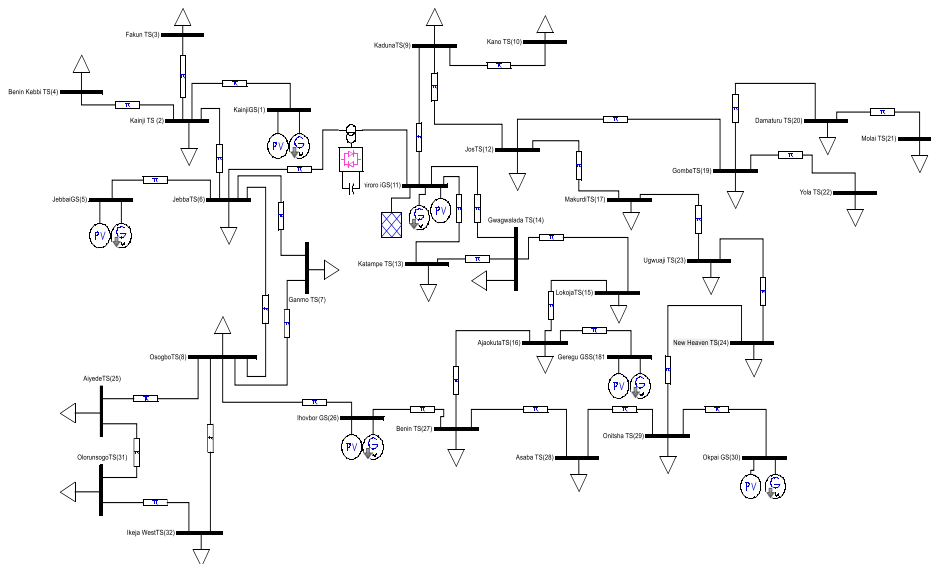 Fakun TS(3)
KadunaTS(9)
Kano TS(10)
Benin Kebbi TS(4)
Kainji TS (2)
KainjiGS(1)
PV
Damaturu TS(20)
Molai TS(21)
JosTS(12)
GombeTS(19)
JebbaiGS(5)
JebbaTS(6)
iroro iGS(11)
MakurdiTS(17)
Yola TS(22)
PV
PV
Gwagwalada TS(14)
Katampe TS(13)
Ugwuaji TS(23)
Ganmo TS(7)
LokojaTS(15)
AjaokutaTS(16)
New Heaven TS(24)
OsogboTS(8)
Geregu GSS(181
PV
AiyedeTS(25)
Ihovbor GS(26)
PV
Benin TS(27)
Onitsha TS(29)
OlorunsogoTS(31)
Asaba TS(28)
Okpai GS(30)
PV
Ikeja WestTS(32)